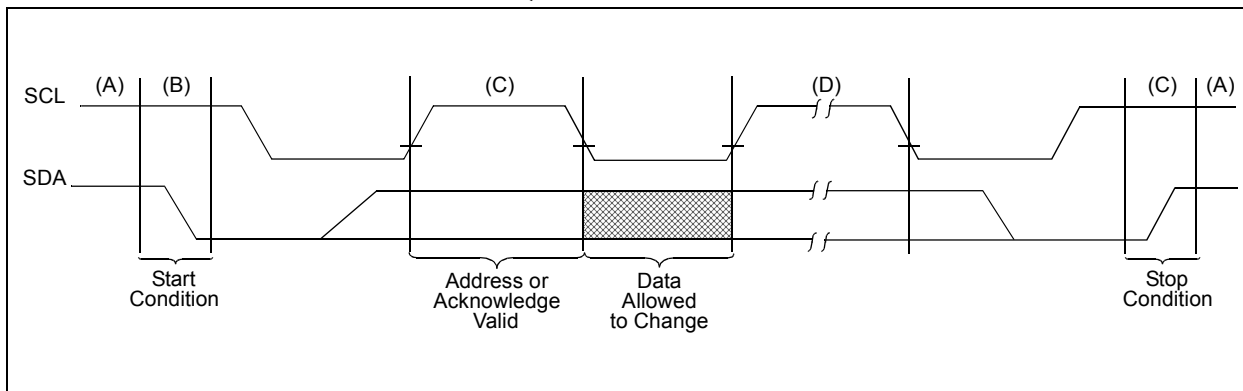 (A) (B) (C) (D) (C) (A)
SCL
SDA
Start
Condition
Address or
Acknowledge
Valid
Data
Allowed
to Change
Stop
Condition